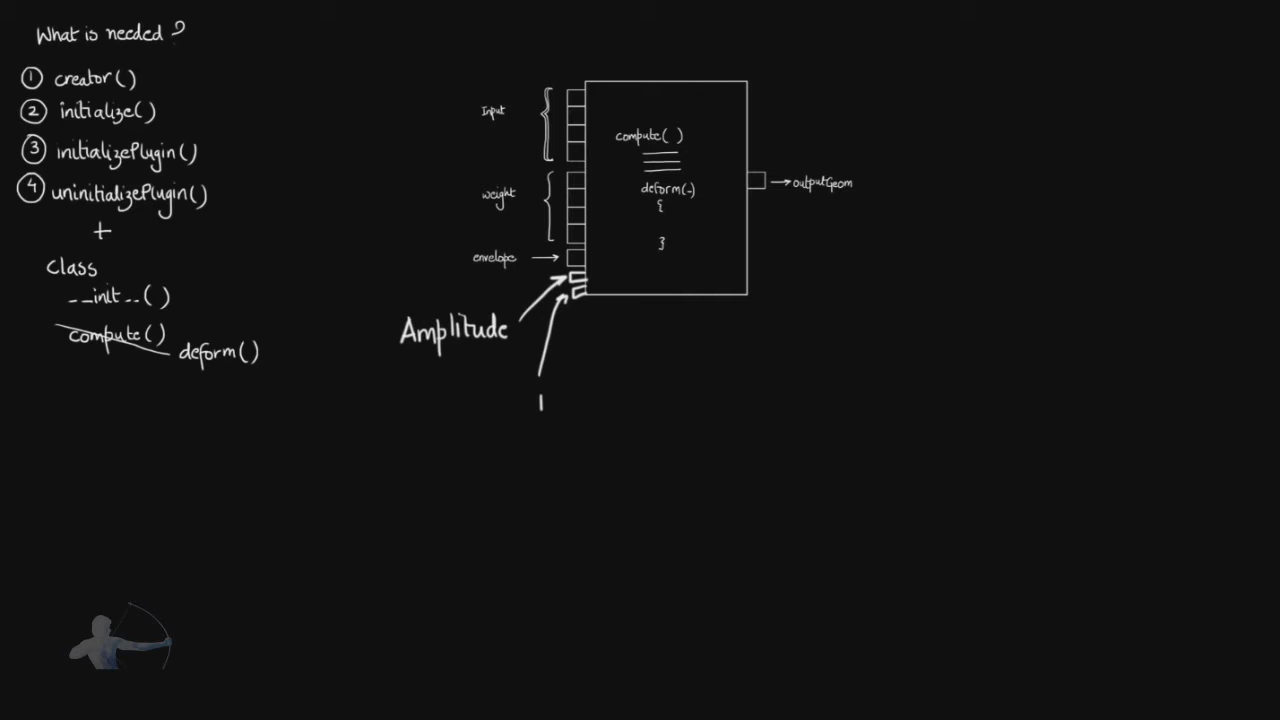 What is needed ?
1 creator()
2 initialize()
3 initializePlugin()
4 uninitializePlugin()
+
class
__init__()
compute()
deform()
Input
weight
envelope
Amplitude
I
compute()
deform(-)
{
}
outputGeom